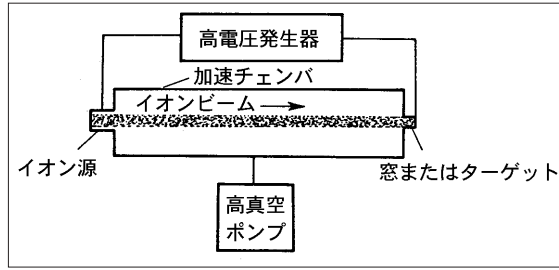 高電圧発生器
加速チェンバ
イオンビーム
イオン源
窓またはターゲット
高真空
ポンプ